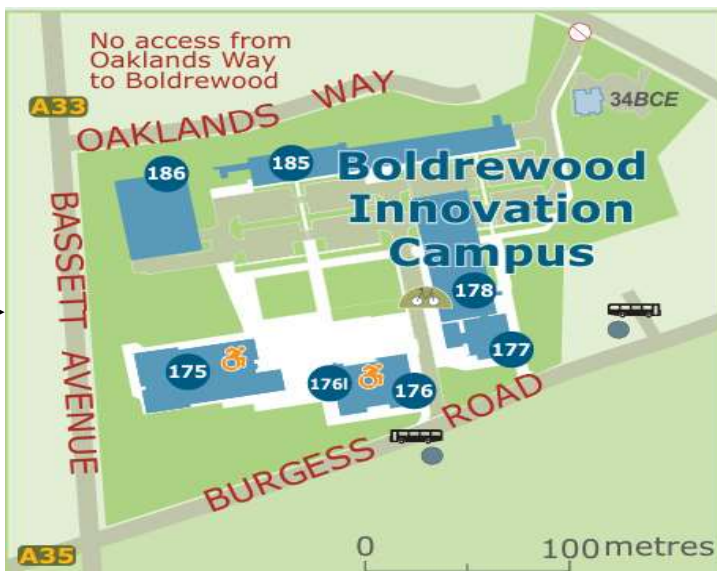 No access from
Oaklands Way
to Boldrewood
A33
OAKLANDS WAY
34BCE
186
185
Boldrewood
Innovation
Campus
BASSETT AVENUE
178
177
175
176I
176
BURGESS ROAD
A35
0
100 metres